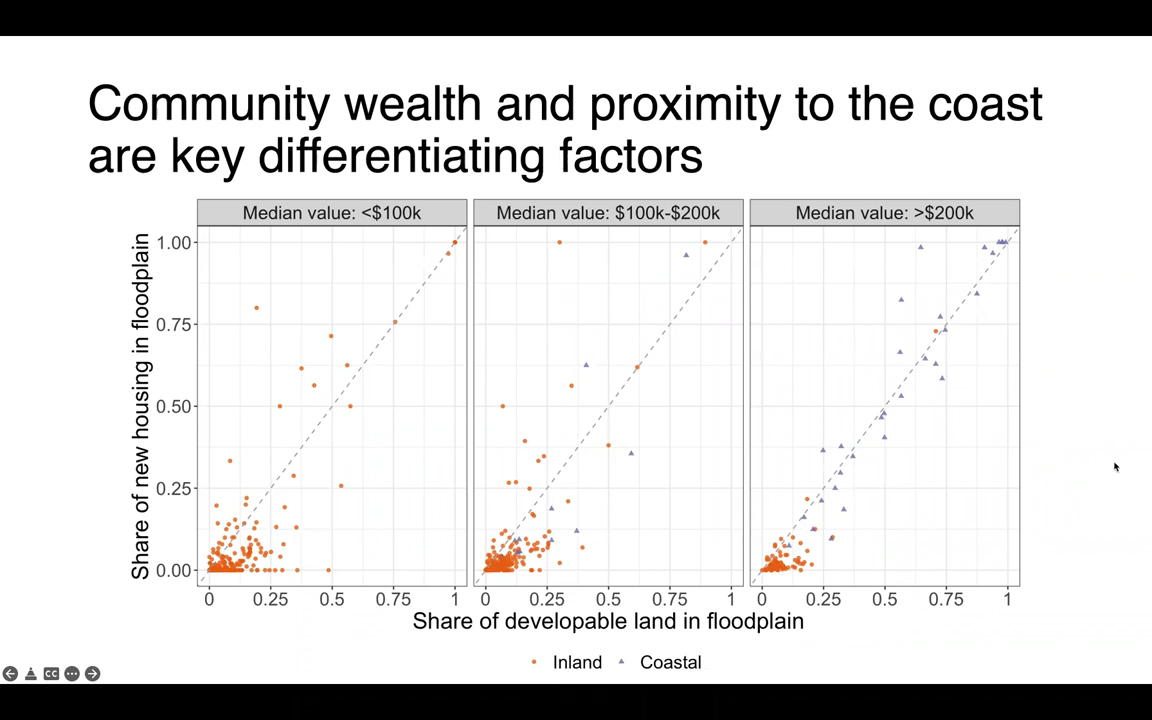 Community wealth and proximity to the coast
are key differentiating factors
Median value: <$100k
Median value: $100k-$200k
Median value: >$200k
Share of new housing in floodplain
1.00
0.75
0.50
0.25
0.00
0 0.25 0.5 0.75 1
0 0.25 0.5 0.75 1
0 0.25 0.5 0.75 1
Share of developable land in floodplain
Inland Coastal
CC